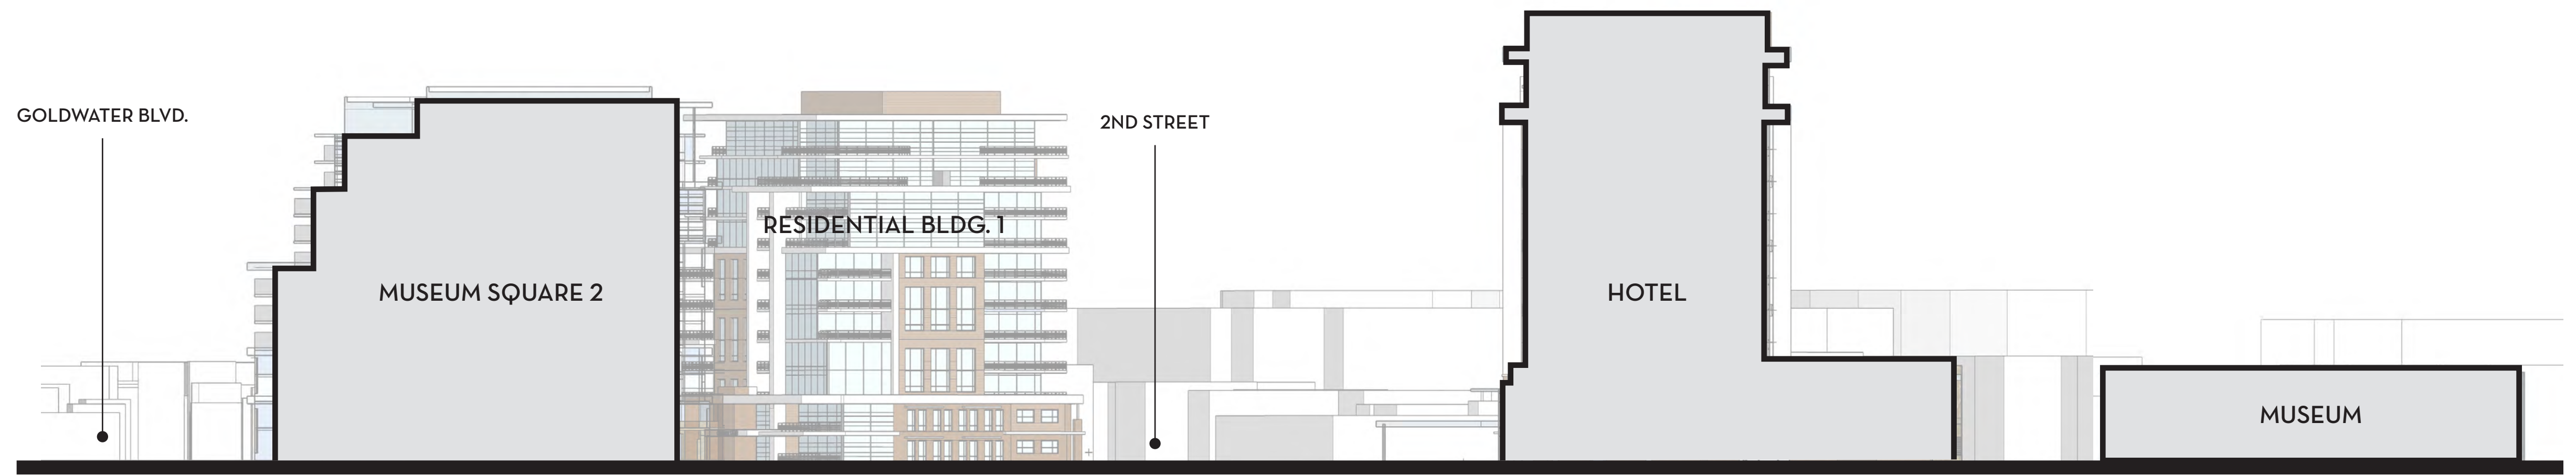 GOLDWATER BLVD.
2ND STREET
RESIDENTIAL BLDG. 1
MUSEUM SQUARE 2
HOTEL
MUSEUM